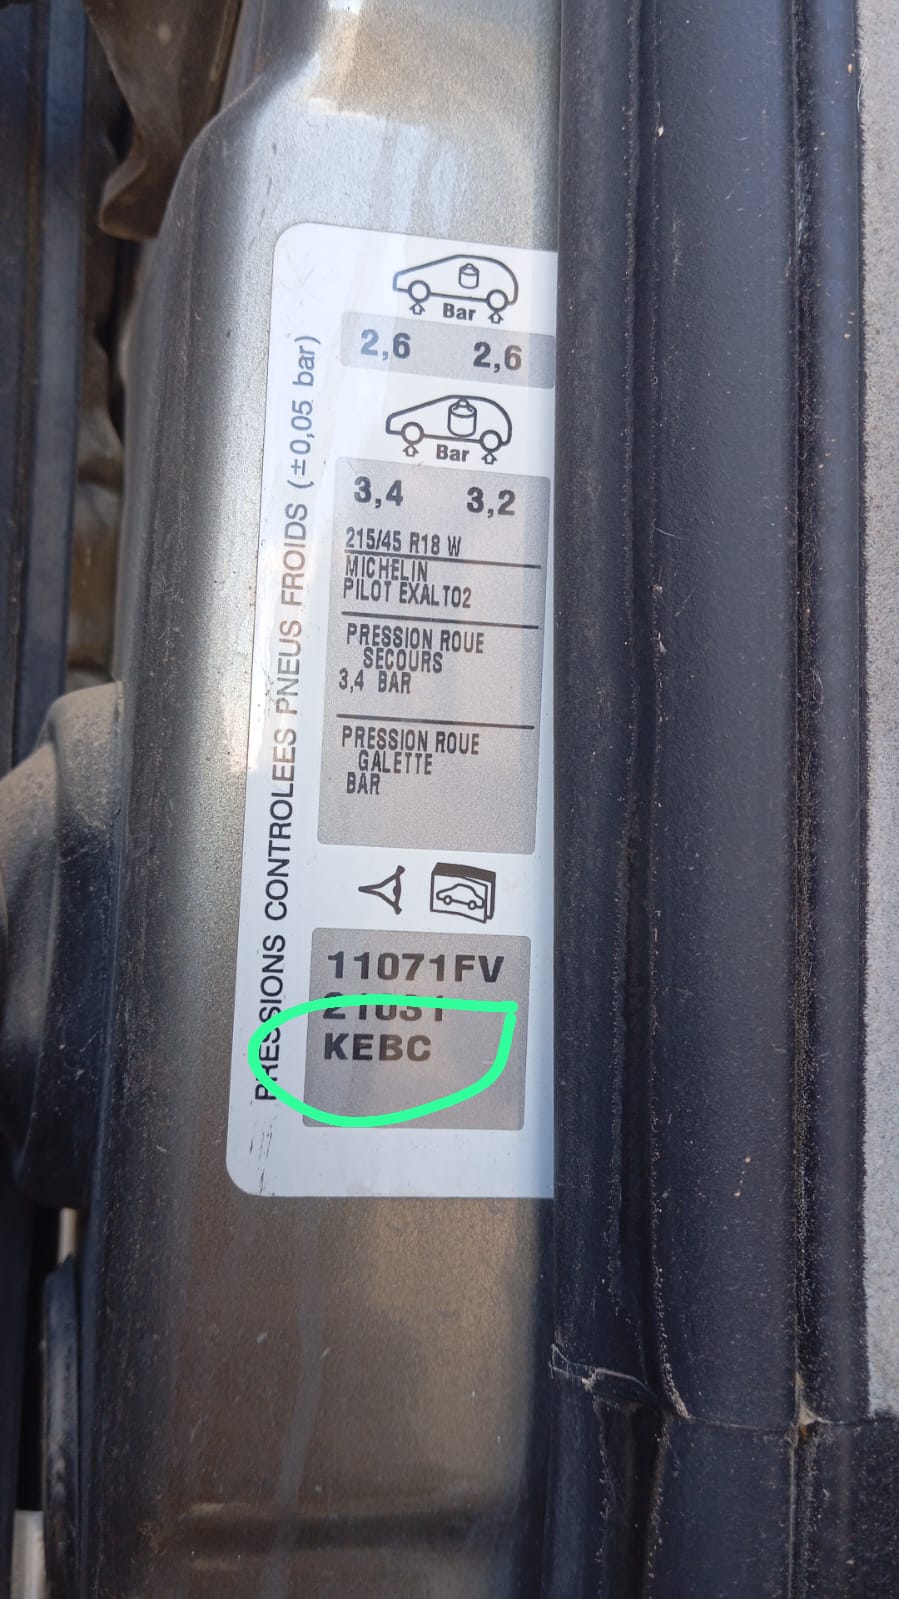 PRESSIONS CONTROLEES PNEUS FROIDS (±0,05 bar)
Bar
2,6 2,6
Bar
3,4 3,2
215/45 R18 W
MICHELIN
PILOT EXALTO2
PRESSION ROUE
SECOURS
3,4 BAR
PRESSION ROUE
GALETTE
BAR
11071FV
21031
KEBC